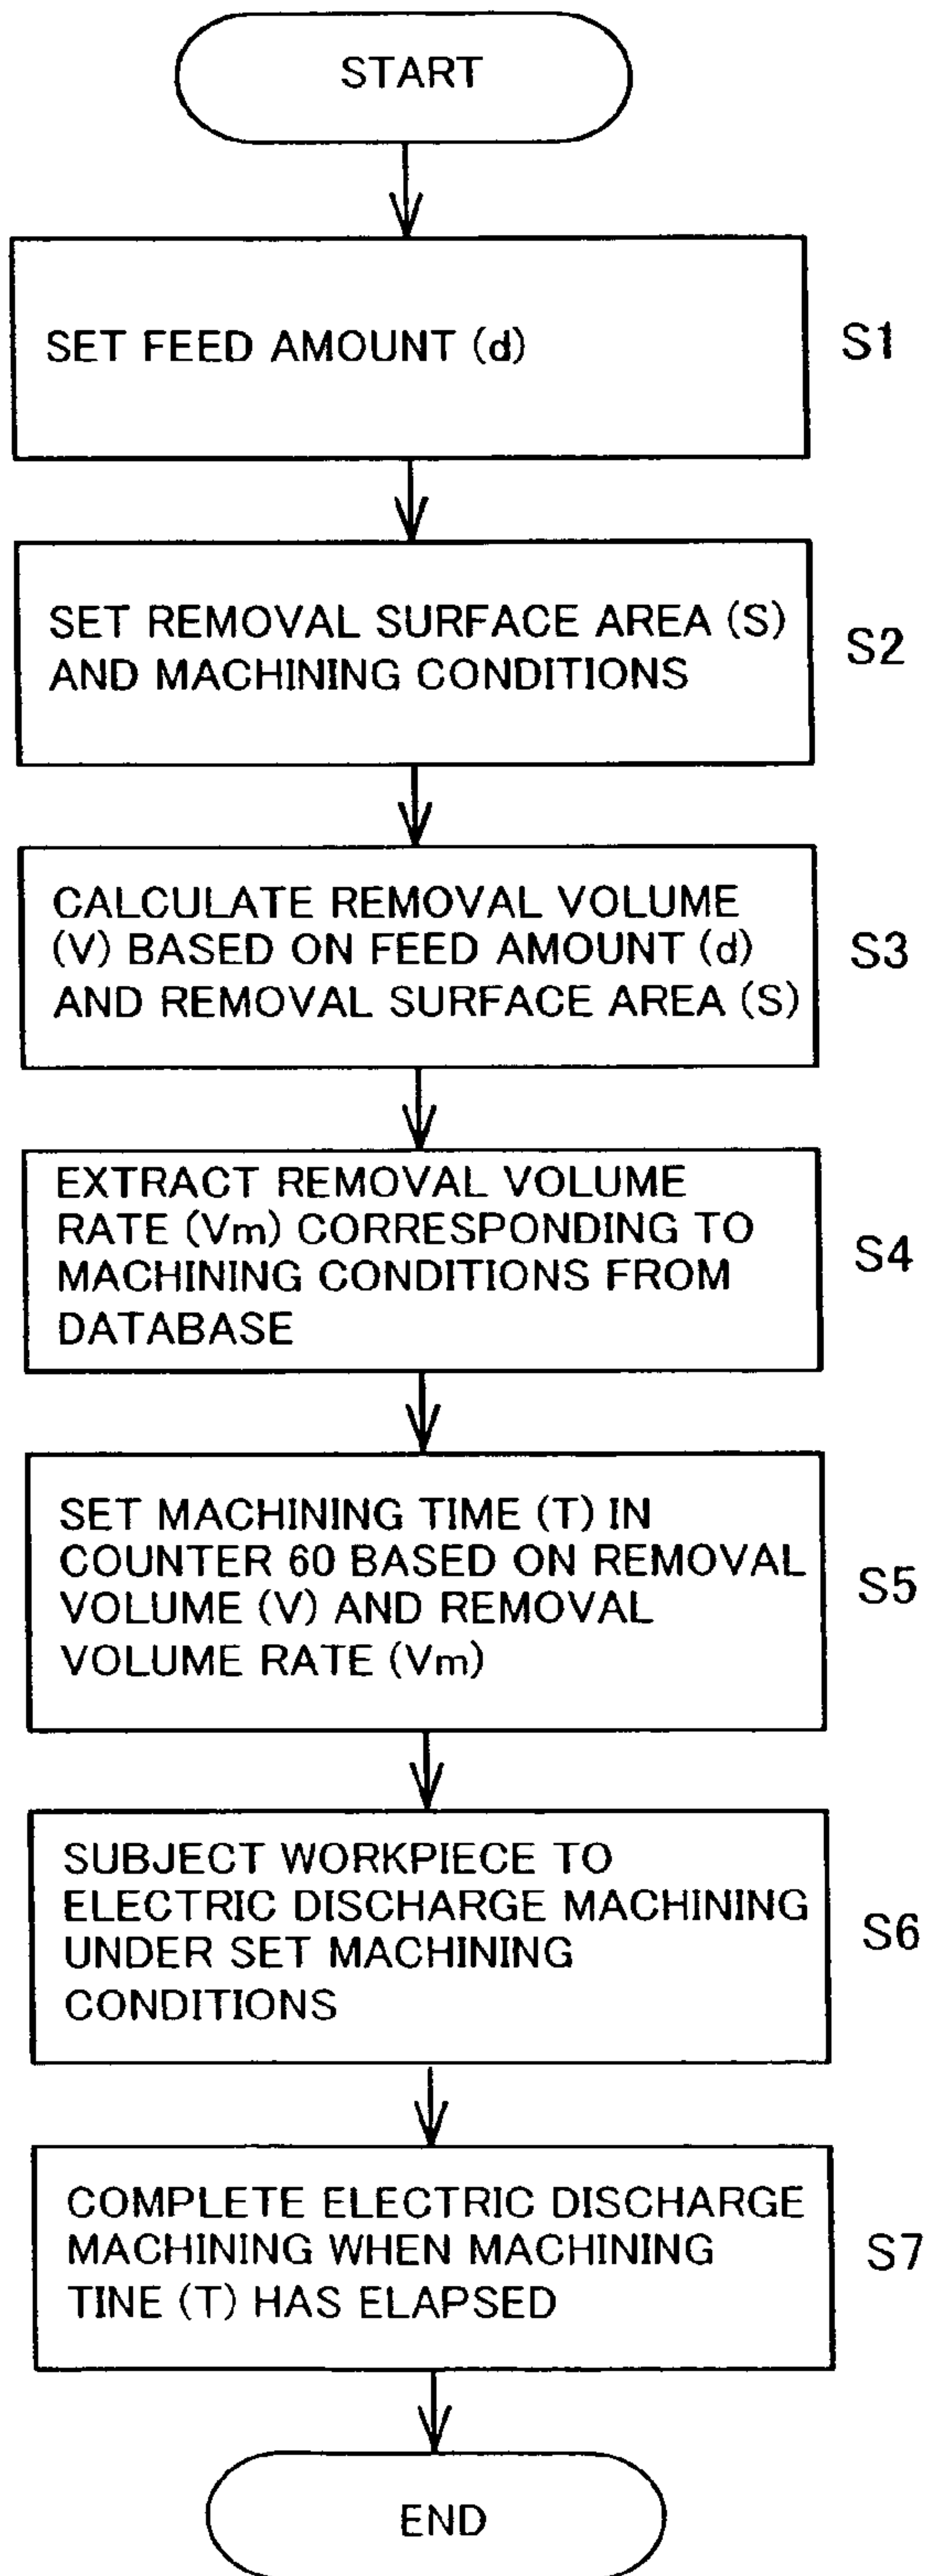 START
SET FEED AMOUNT (d)
S1
SET REMOVAL SURFACE AREA (S)
AND MACHINING CONDITIONS
S2
CALCULATE REMOVAL VOLUME
(V) BASED ON FEED AMOUNT (d)
AND REMOVAL SURFACE AREA (S)
S3
EXTRACT REMOVAL VOLUME
RATE (Vm) CORRESPONDING TO
MACHINING CONDITIONS FROM
DATABASE
S4
SET MACHINING TIME (T) IN
COUNTER 60 BASED ON REMOVAL
VOLUME (V) AND REMOVAL
VOLUME RATE (Vm)
S5
SUBJECT WORKPIECE TO
ELECTRIC DISCHARGE MACHINING
UNDER SET MACHINING
CONDITIONS
S6
COMPLETE ELECTRIC DISCHARGE
MACHINING WHEN MACHINING
TINE (T) HAS ELAPSED
S7
END